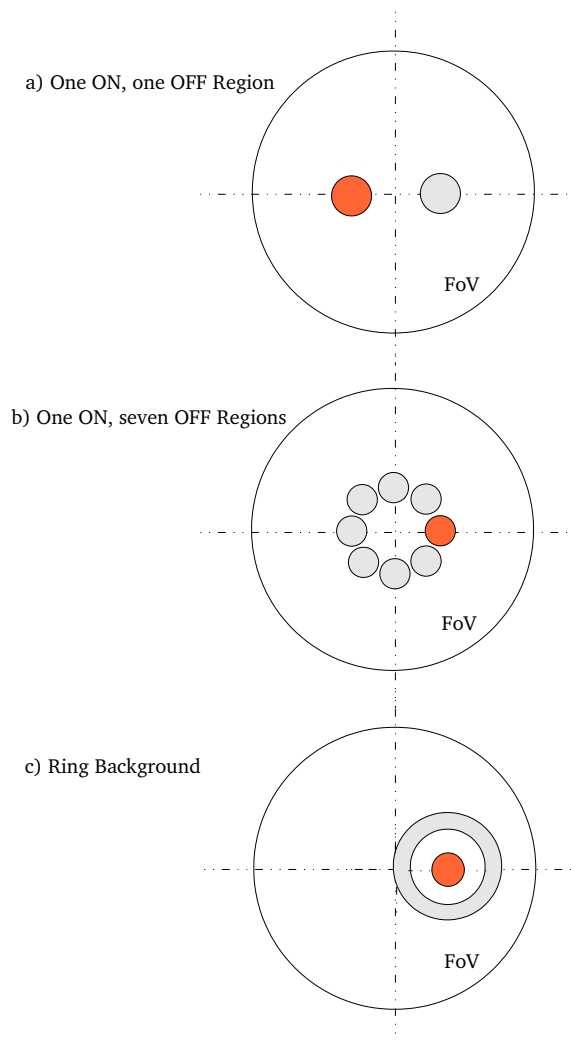 a) One ON, one OFF Region
FoV
b) One ON, seven OFF Regions
FoV
c) Ring Background
FoV